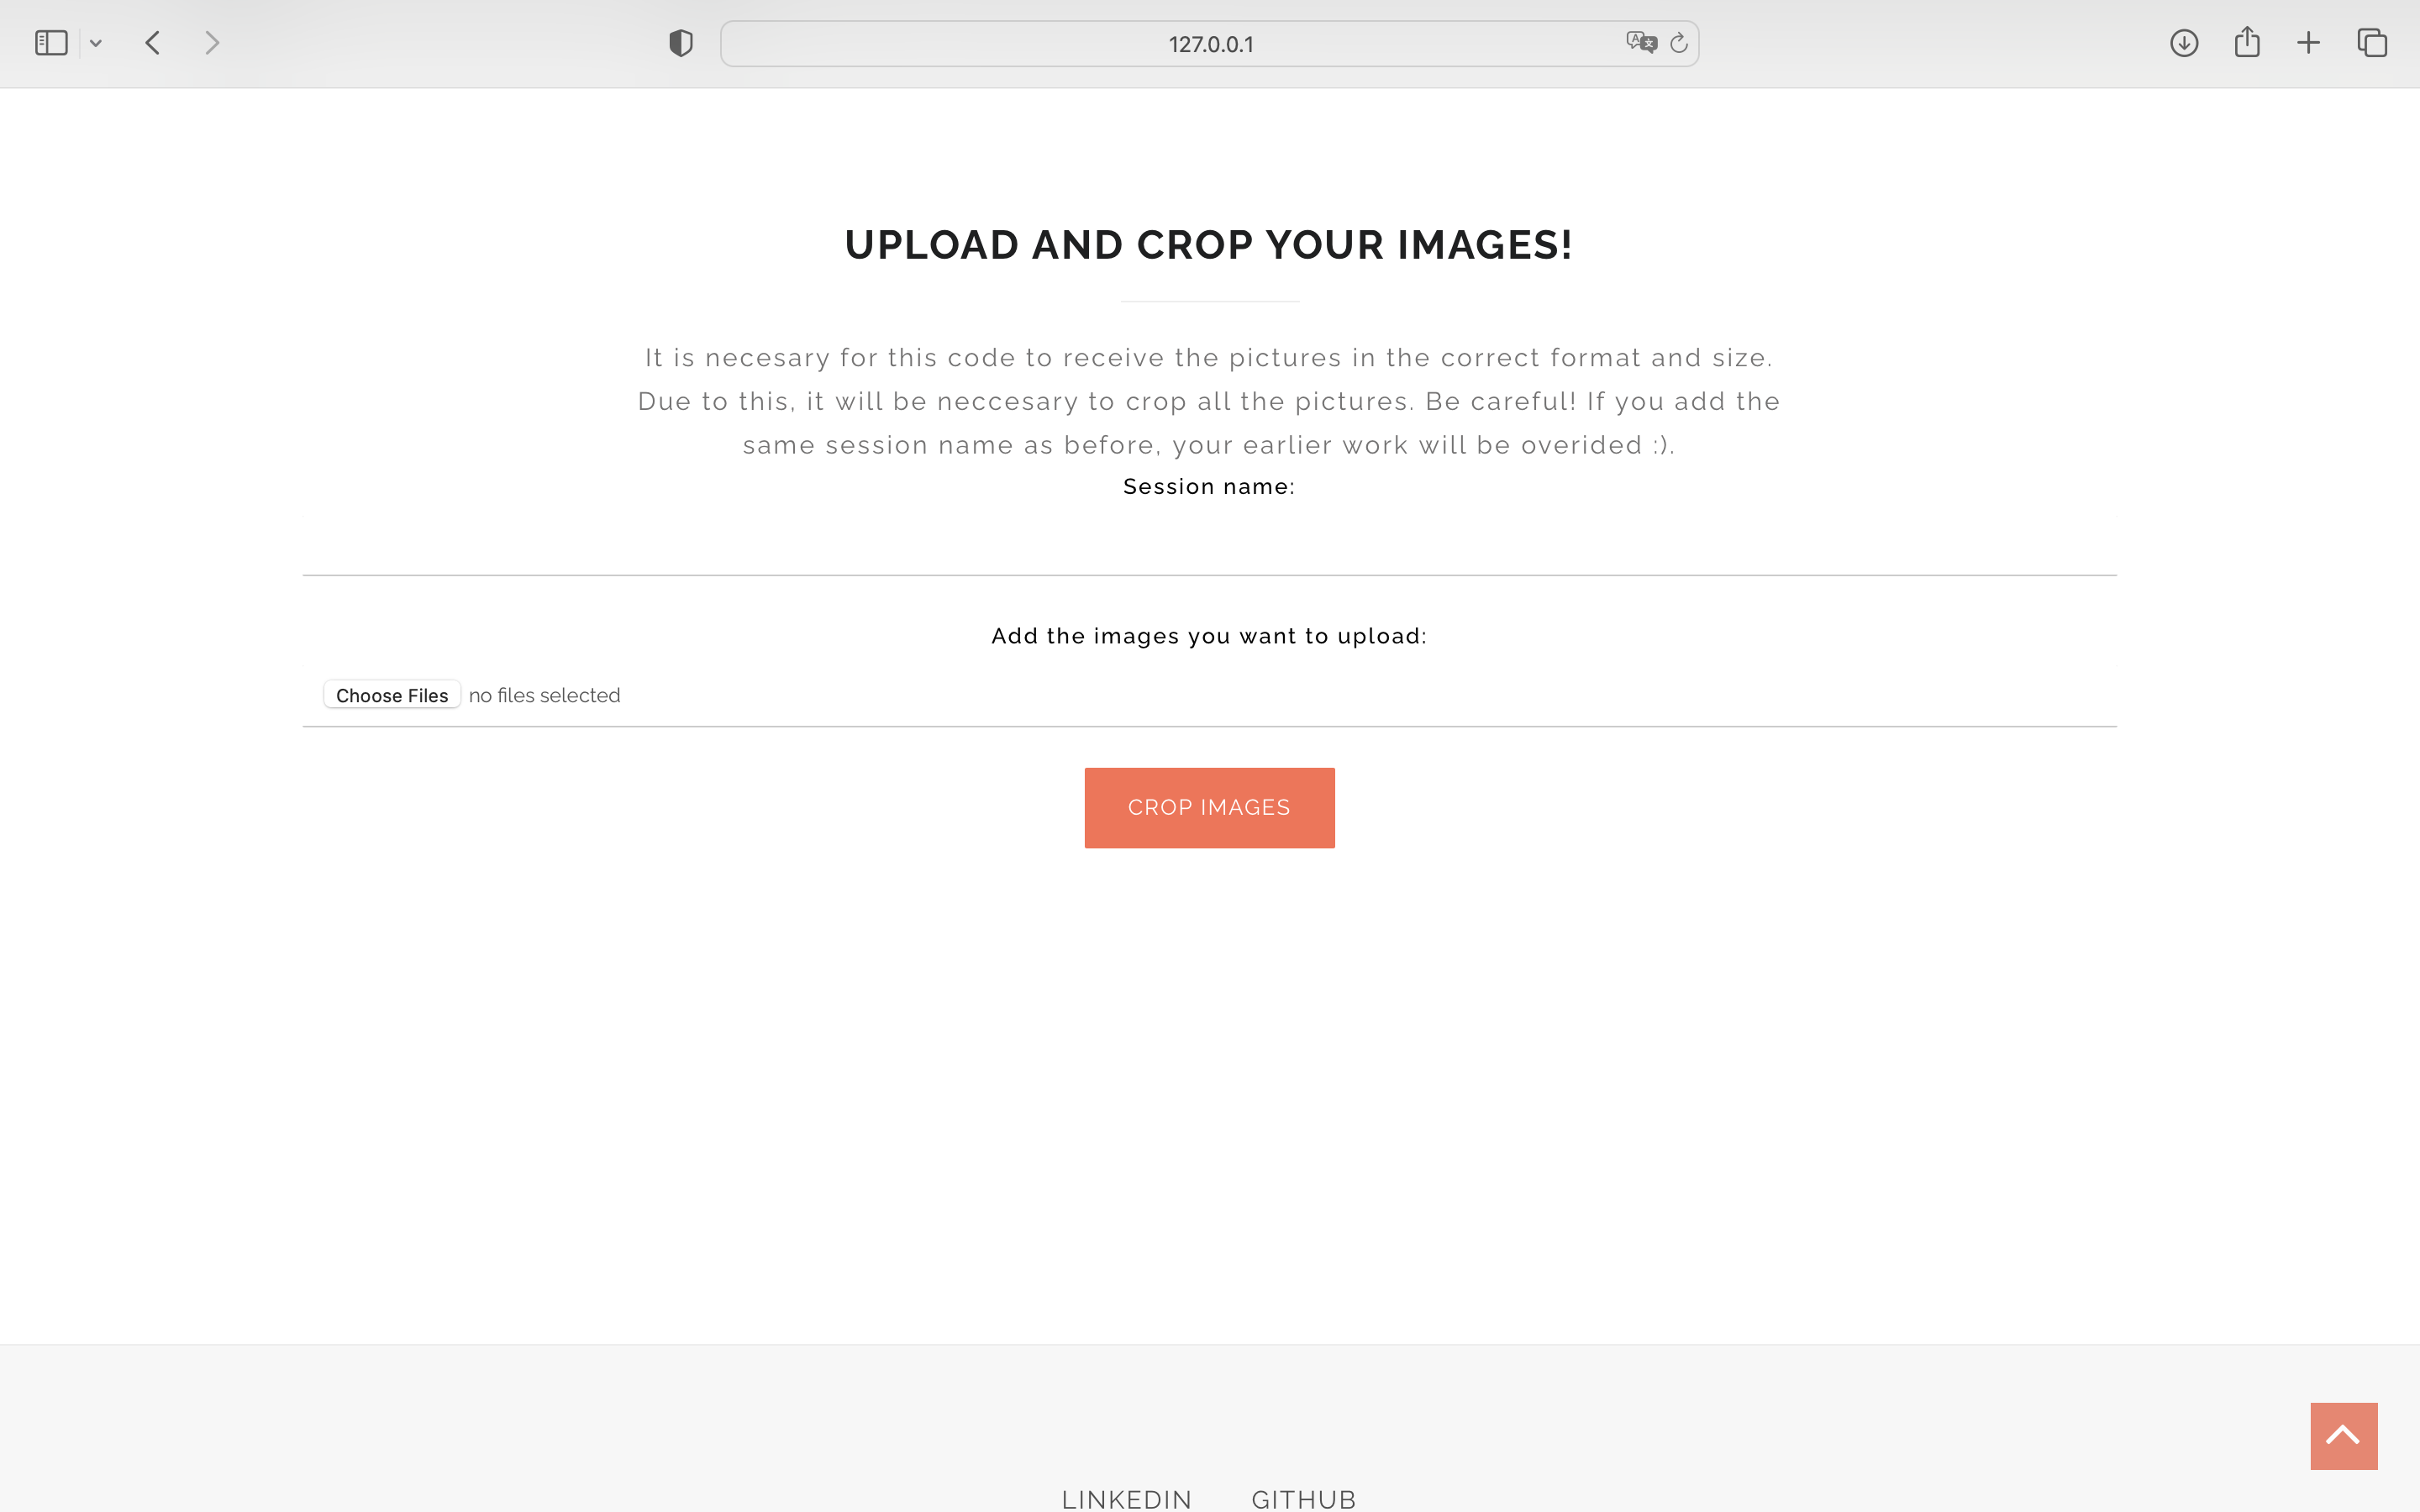 127.0.0.1
UPLOAD AND CROP YOUR IMAGES!
It is necesary for this code to receive the pictures in the correct format and size.
Due to this, it will be neccesary to crop all the pictures. Be careful! If you add the
same session name as before, your earlier work will be overided :).
Session name:
Add the images you want to upload:
Choose Files no files selected
CROP IMAGES
LINKEDIN GITHUB